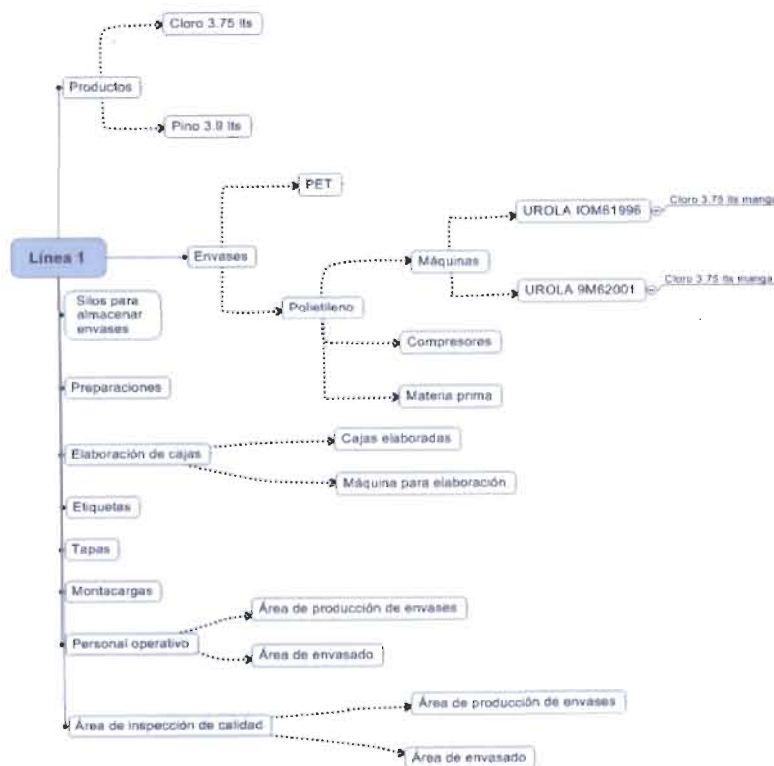 Cloro 3.75 lts
Productos
Pino 3.9 lts
PET
UROLA IOM61996
Cloro 3.75 lts manga
Línea 1
Envases
Máquinas
UROLA 9M62001
Cloro 3.75 lts manga
Silos para
almacenar
envases
Polietileno
Compresores
Preparaciones
Materia prima
Elaboración de cajas
Cajas elaboradas
Máquina para elaboración
Etiquetas
Tapas
Montacargas
Área de producción de envases
Personal operativo
Área de envasado
Área de inspección de calidad
Área de producción de envases
Área de envasado